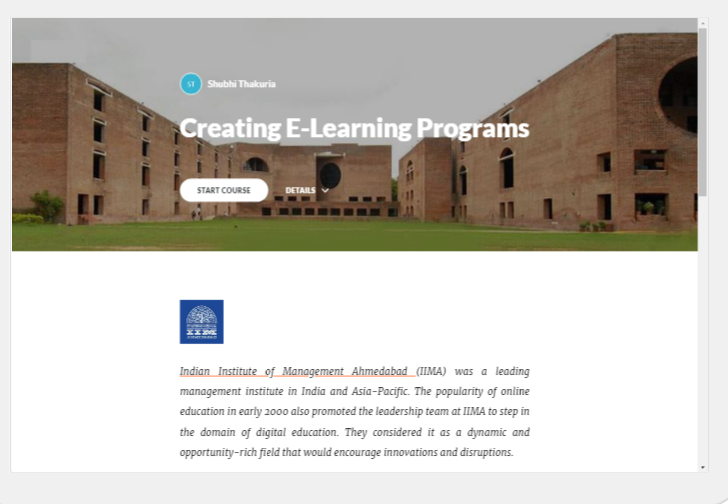 ST Shubhi Thakuria
Creating E-Learning Programs
START COURSE DETAILS
IIM
Indian Institute of Management Ahmedabad (IIMA) was a leading
management institute in India and Asia-Pacific. The popularity of online
education in early 2000 also promoted the leadership team at IIMA to step in
the domain of digital education. They considered it as a dynamic and
opportunity-rich field that would encourage innovations and disruptions.